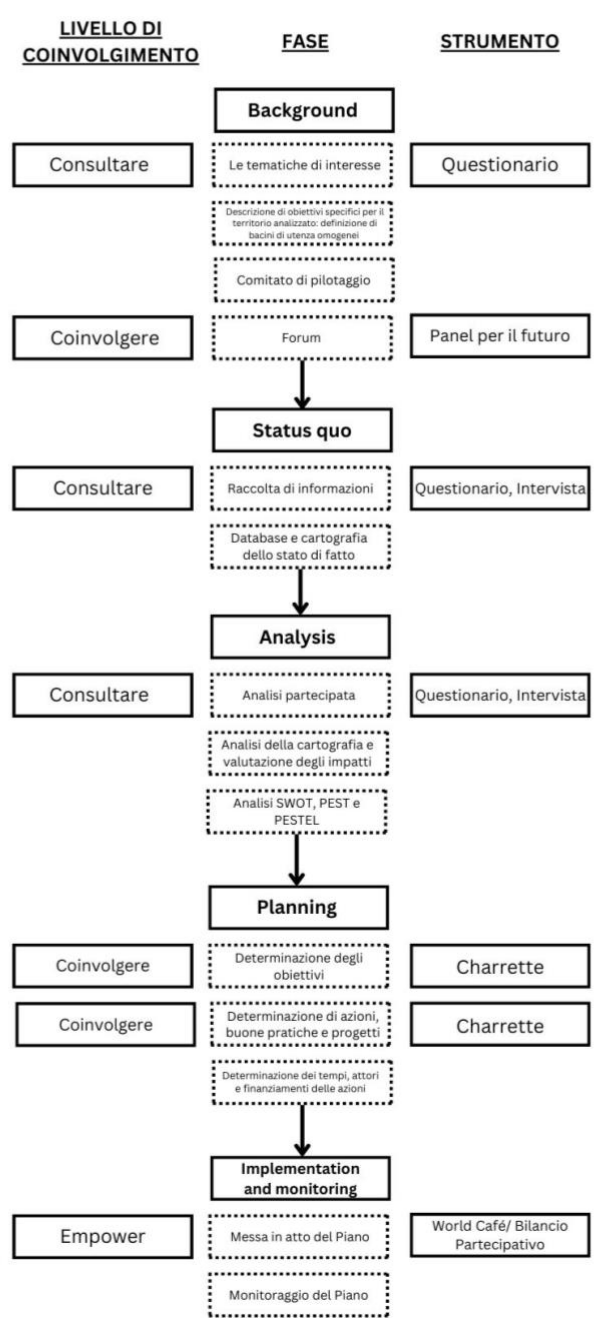 LIVELLO DI
COINVOLGIMENTO
FASE
STRUMENTO
Background
Consultare
Le tematiche di interesse
Questionario
Descrizione di obiettivi specifici per il
territorio analizzato: definizione di
bacini di utenza omogenei
Comitato di pilotaggio
Coinvolgere
Forum
Panel per il futuro
Status quo
Consultare
Raccolta di informazioni
Questionario, Intervista
Database e cartografia
dello stato di fatto
Analysis
Consultare
Analisi partecipata
Questionario, Intervista
Analisi della cartografia e
valutazione degli impatti
Analisi SWOT, PEST e
PESTEL
Planning
Coinvolgere
Determinazione degli
obiettivi
Charrette
Coinvolgere
Determinazione di azioni,
buone pratiche e progetti
Charrette
Determinazione dei tempi, attori
e finanziamenti delle azioni
Implementation
and monitoring
Empower
Messa in atto del Piano
World Café/ Bilancio
Partecipativo
Monitoraggio del Piano